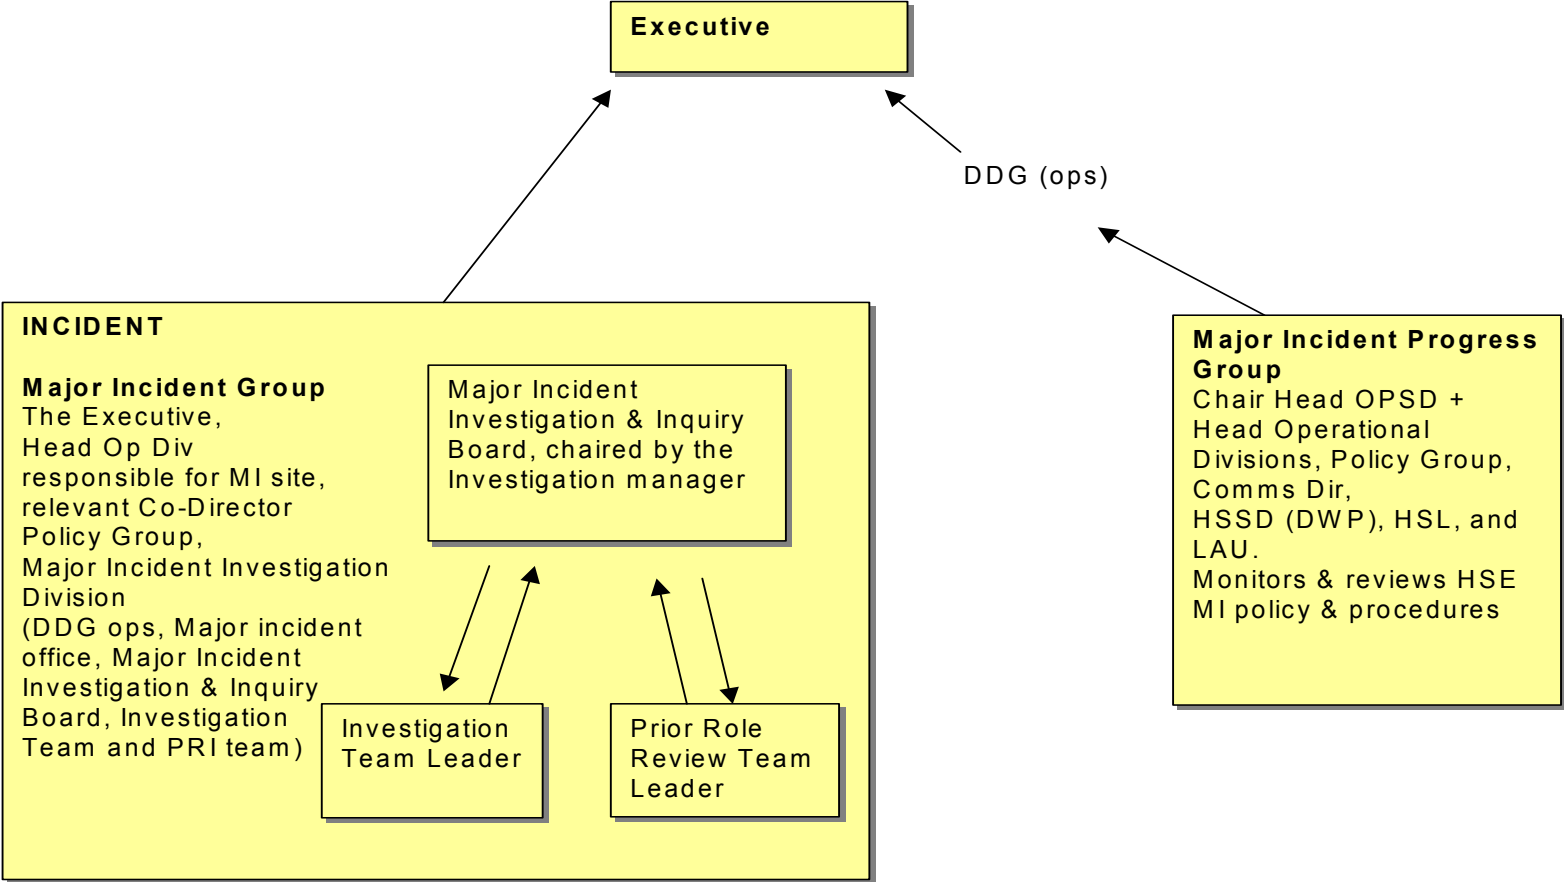 Executive
DDG (ops)
INCIDENT
Major Incident Group
The Executive,
Head Op Div
responsible for MI site,
relevant Co-Director
Policy Group,
Major Incident Investigation
Division
(DDG ops, Major incident
office, Major Incident
Investigation & Inquiry
Board, Investigation
Team and PRI team)
Major Incident
Investigation & Inquiry
Board, chaired by the
Investigation manager
Investigation
Team Leader
Prior Role
Review Team
Leader
Major Incident Progress
Group
Chair Head OPSD +
Head Operational
Divisions, Policy Group,
Comms Dir,
HSSD (DWP), HSL, and
LAU.
Monitors & reviews HSE
MI policy & procedures